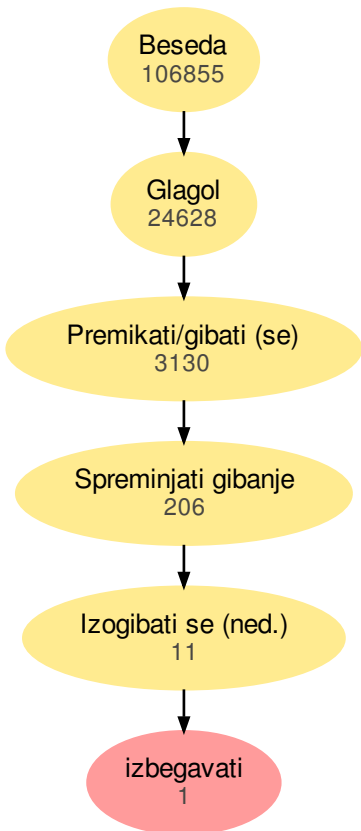 Beseda
106855
Glagol
24628
Premikati/gibati (se)
3130
Spreminjati gibanje
206
Izogibati se (ned.)
11
izbegavati
1